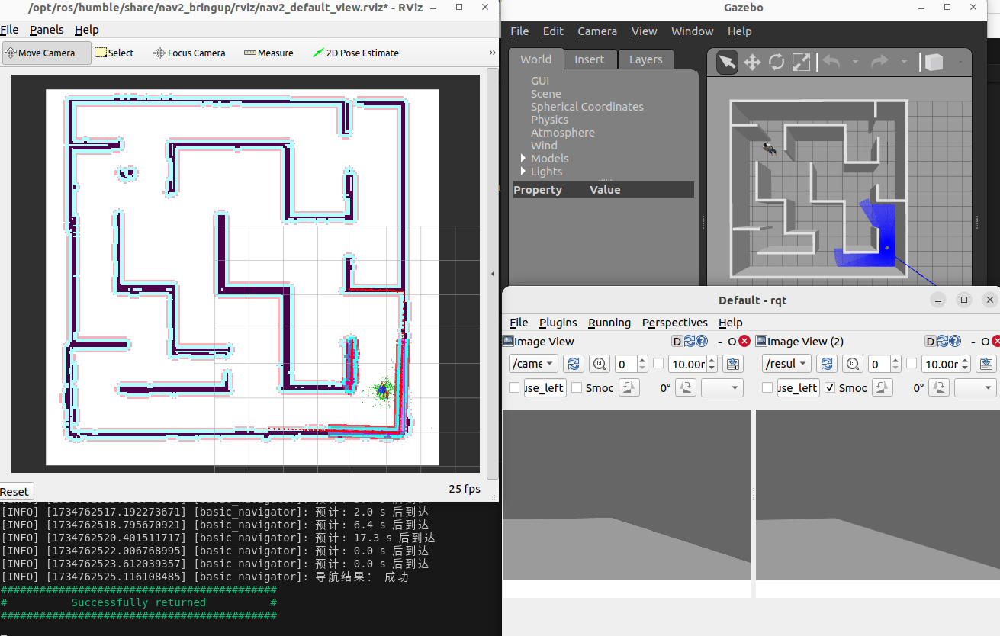 /opt/ros/humble/share/nav2_bringup/rviz/nav2_default_view.rviz* - RViz
File Panels Help
Move Camera Select Focus Camera Measure 2D Pose Estimate »
Reset
25 fps
[INFO] [1734762517.192273671] [basic_navigator]: 预计: 2.0 s 后到达
[INFO] [1734762518.795670921] [basic_navigator]: 预计: 6.4 s 后到达
[INFO] [1734762520.401511717] [basic_navigator]: 预计: 17.3 s 后到达
[INFO] [1734762522.006768995] [basic_navigator]: 预计: 0.0 s 后到达
[INFO] [1734762523.612039357] [basic_navigator]: 预计: 0.0 s 后到达
[INFO] [1734762525.116108485] [basic_navigator]: 导航结果: 成功
##########################################
# Successfully returned #
##########################################
Gazebo
File Edit Camera View Window Help
World Insert Layers
GUI
Scene
Spherical Coordinates
Physics
Atmosphere
Wind
Models
Lights
Property Value
Default - rqt
File Plugins Running Perspectives Help
Image View D ? - O
Image View (2) D ? - O
/came 0 10.00r
/resul 0 10.00r
use_left Smoc 0°
use_left Smoc 0°